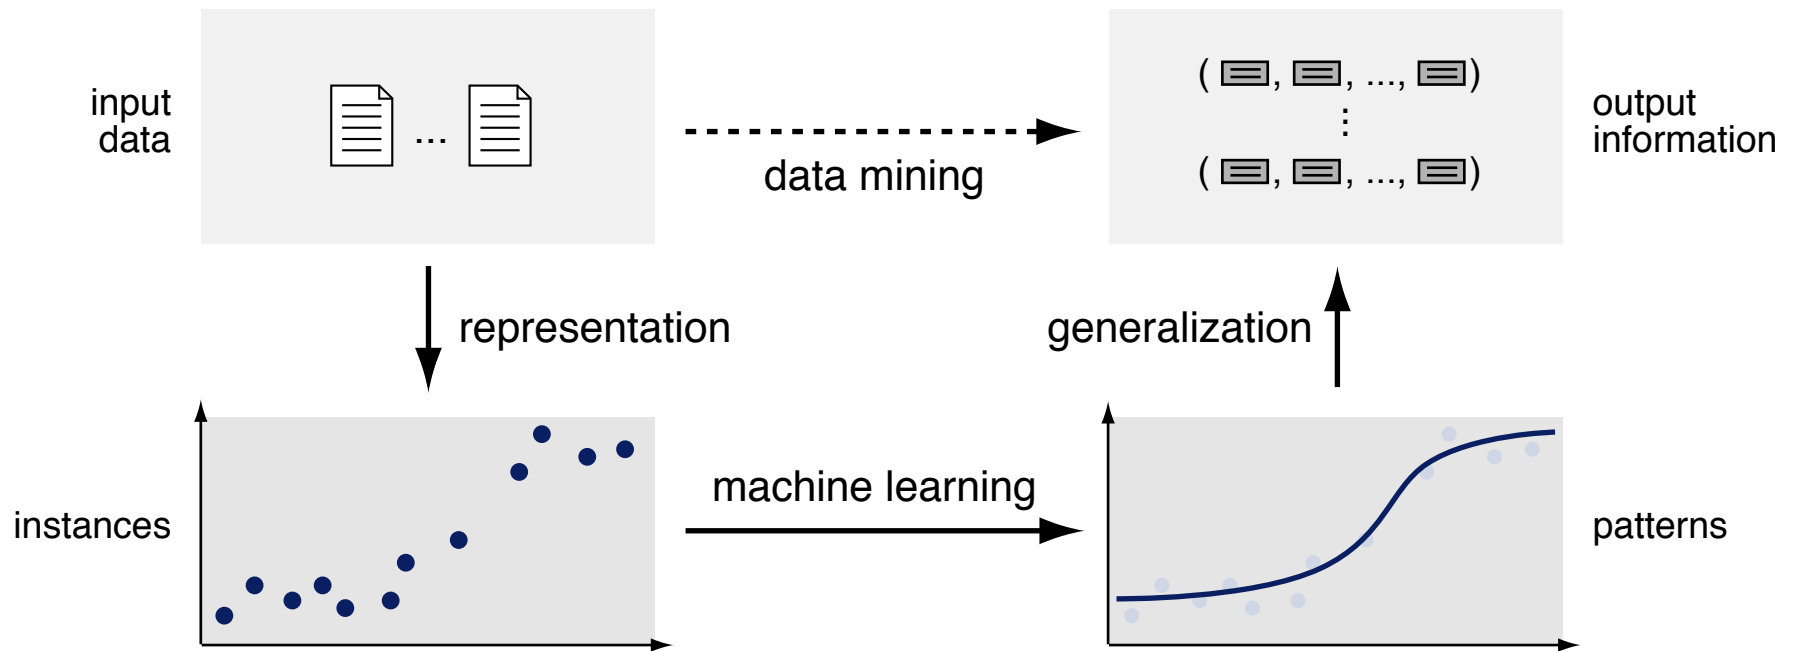 input
data
...
( , , ..., )
⋮
( , , ..., )
output
information
data mining
representation
generalization
instances
machine learning
patterns